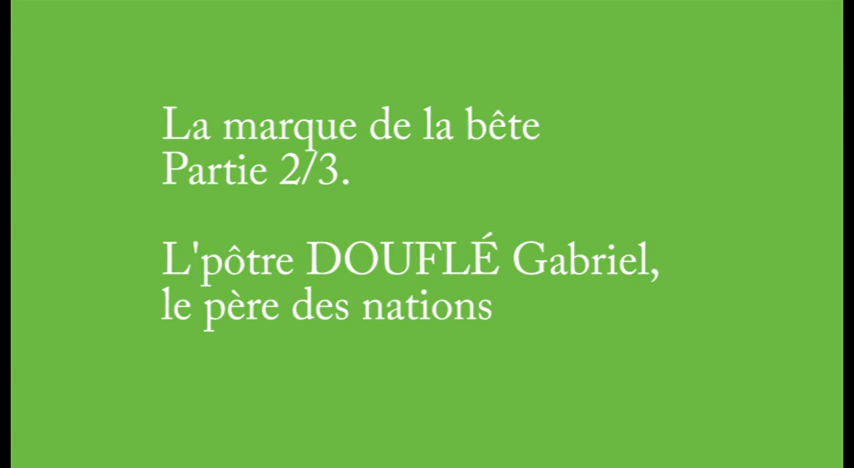 La marque de la bête
Partie 2/3.
L'pôtre DOUFLÉ Gabriel,
le père des nations